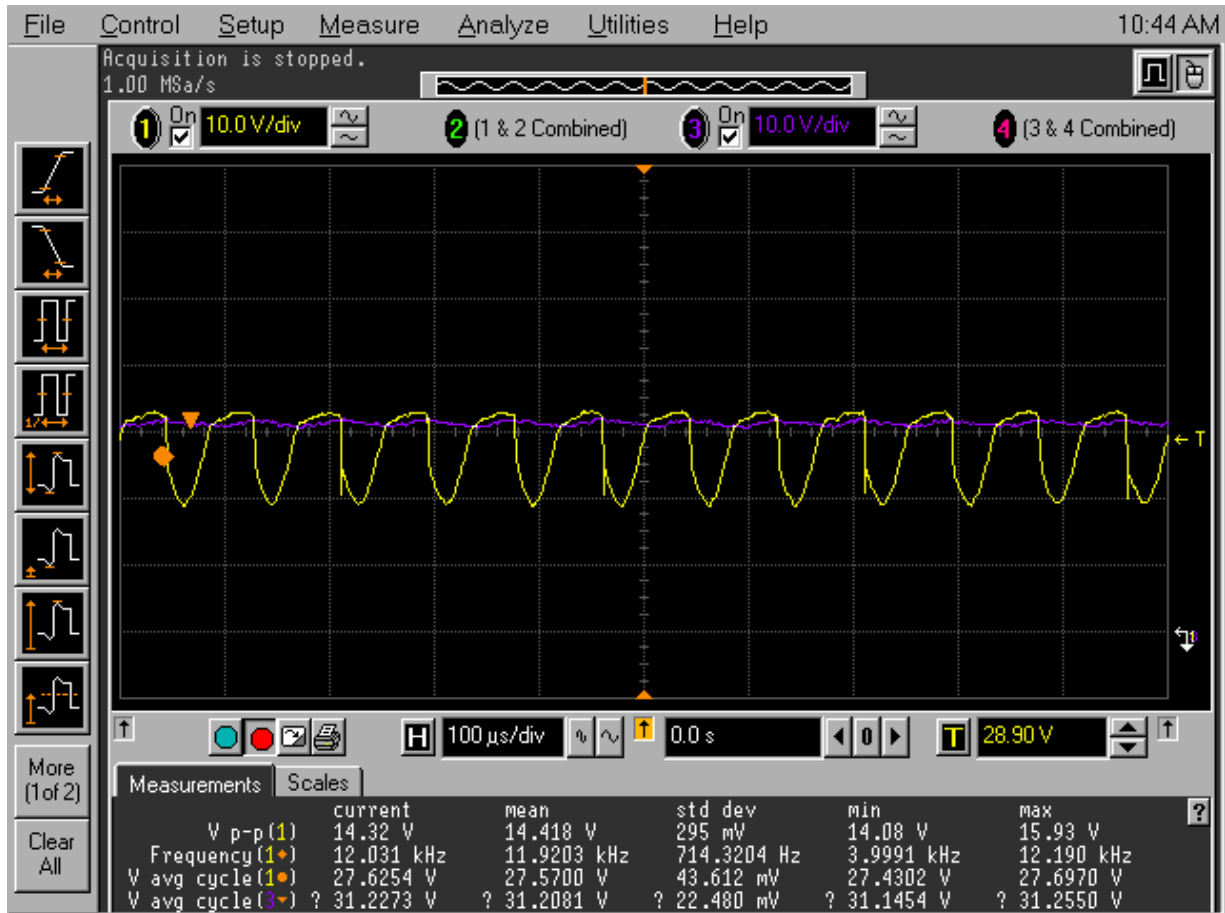 File Control Setup Measure Analyze Utilities Help 10:44 AM
Acquisition is stopped.
1.00 MSa/s
1 On 10.0 V/div 2 (1 & 2 Combined) 3 On 10.0 V/div 4 (3 & 4 Combined)
T
1/
H 100 µs/div 0.0 s 0 T 28.90 V
More
(1of 2)
Clear
All
Measurements Scales
?
current mean std dev min max
V p-p(1) 14.32 V 14.418 V 295 mV 14.08 V 15.93 V
Frequency(1) 12.031 kHz 11.9203 kHz 714.3204 Hz 3.9991 kHz 12.190 kHz
V avg cycle(1) 27.6254 V 27.5700 V 43.612 mV 27.4302 V 27.6970 V
V avg cycle(3) ? 31.2273 V ? 31.2081 V ? 22.480 mV ? 31.1454 V ? 31.2550 V